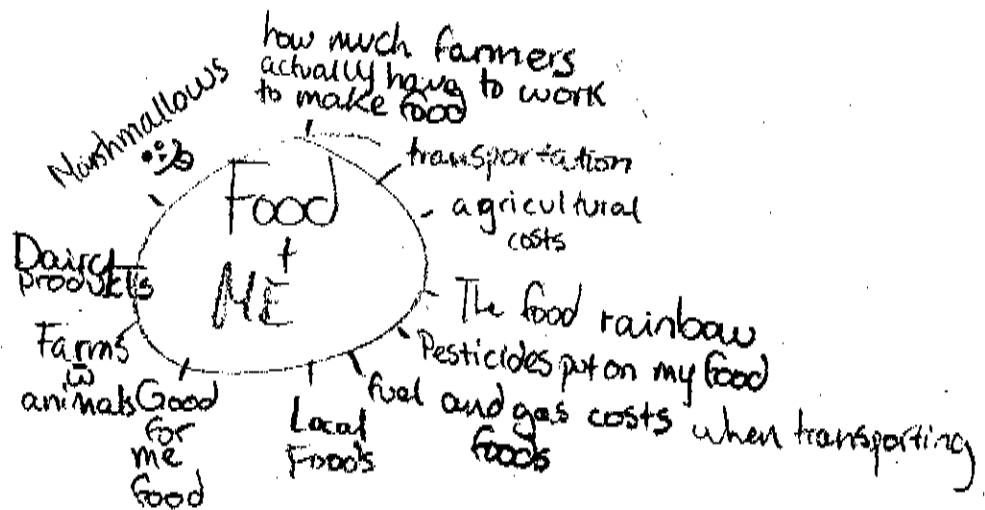 how much farmers
actually have to work
to make food
transportation
agricultural
costs
The food rainbow
Pesticides put on my food
fuel and gas costs when transporting
foods
Local
Food's
Good
for
me
food
Farms
w
animals
Dairy
products
Marshmallows
Food
+
ME